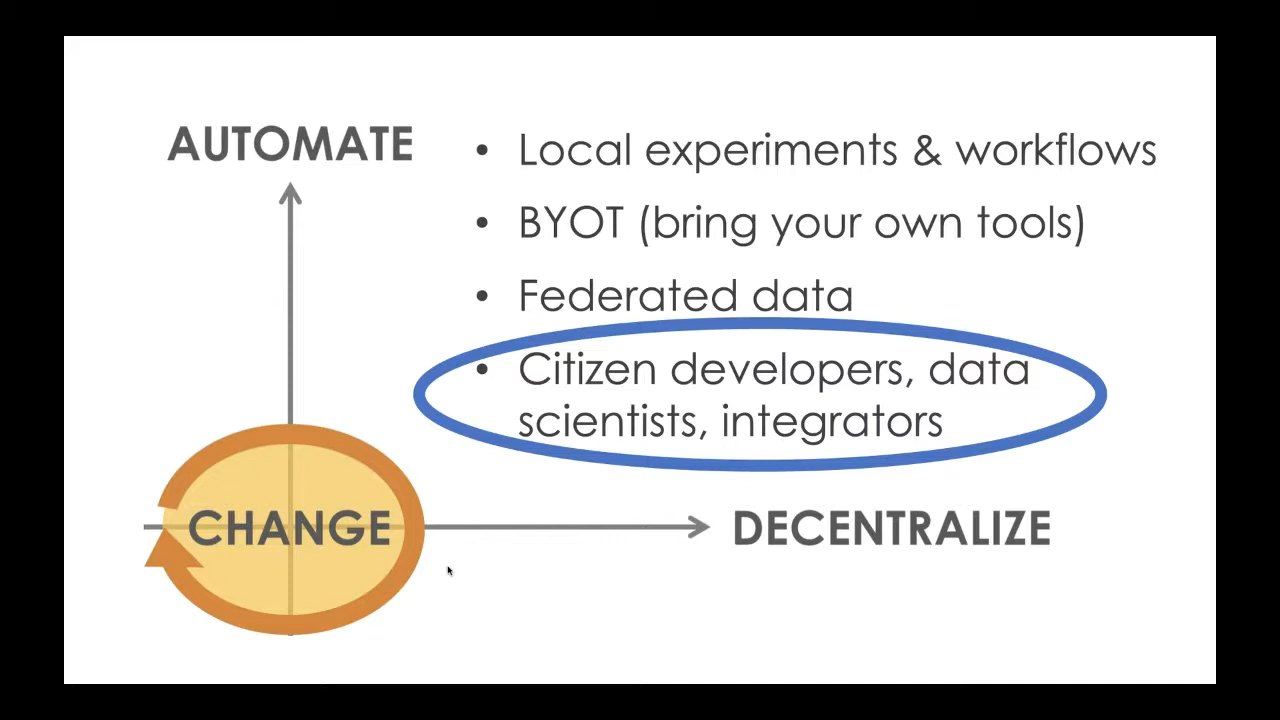 AUTOMATE
• Local experiments & workflows
• BYOT (bring your own tools)
• Federated data
• Citizen developers, data
scientists, integrators
CHANGE
DECENTRALIZE